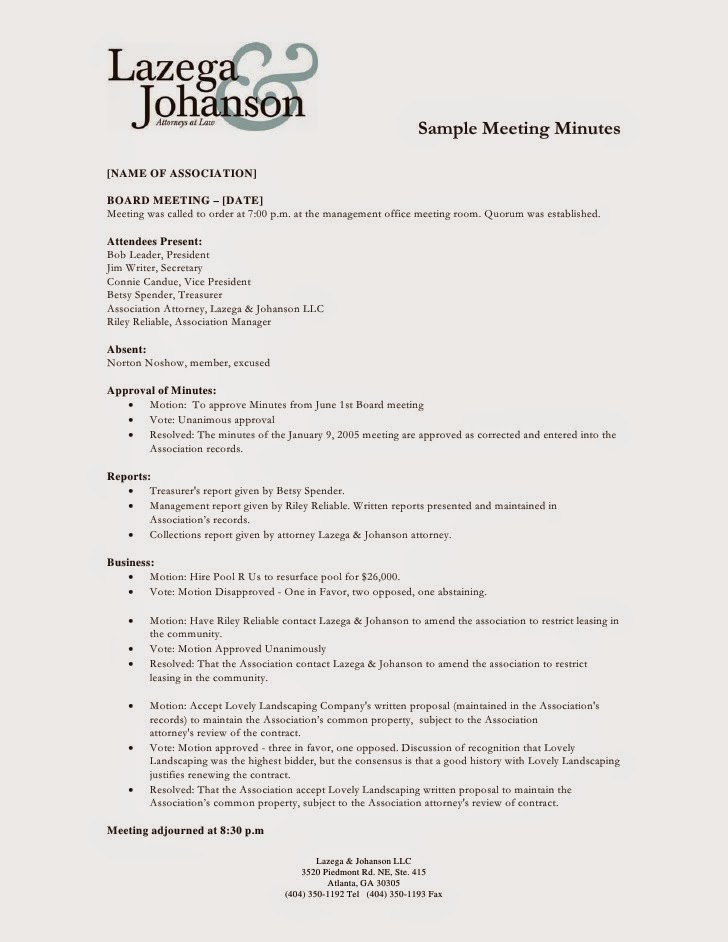 Lazega &
Johanson
Attorneys at Law
Sample Meeting Minutes
[NAME OF ASSOCIATION]
BOARD MEETING – [DATE]
Meeting was called to order at 7:00 p.m. at the management office meeting room. Quorum was established.
Attendees Present:
Bob Leader, President
Jim Writer, Secretary
Connie Candue, Vice President
Betsy Spender, Treasurer
Association Attorney, Lazega & Johanson LLC
Riley Reliable, Association Manager
Absent:
Norton Noshow, member, excused
Approval of Minutes:
• Motion:  To approve Minutes from June 1st Board meeting
• Vote: Unanimous approval
• Resolved: The minutes of the January 9, 2005 meeting are approved as corrected and entered into the
Association records.
Reports:
• Treasurer's report given by Betsy Spender.
• Management report given by Riley Reliable. Written reports presented and maintained in
Association's records.
• Collections report given by attorney Lazega & Johanson attorney.
Business:
• Motion: Hire Pool R Us to resurface pool for $26,000.
• Vote: Motion Disapproved - One in Favor, two opposed, one abstaining.
• Motion: Have Riley Reliable contact Lazega & Johanson to amend the association to restrict leasing in
the community.
• Vote: Motion Approved Unanimously
• Resolved: That the Association contact Lazega & Johanson to amend the association to restrict
leasing in the community.
• Motion: Accept Lovely Landscaping Company's written proposal (maintained in the Association's
records) to maintain the Association's common property,  subject to the Association
attorney's review of the contract.
• Vote: Motion approved - three in favor, one opposed. Discussion of recognition that Lovely
Landscaping was the highest bidder, but the consensus is that a good history with Lovely Landscaping
justifies renewing the contract.
• Resolved: That the Association accept Lovely Landscaping written proposal to maintain the
Association's common property, subject to the Association attorney's review of contract.
Meeting adjourned at 8:30 p.m
Lazega & Johanson LLC
3520 Piedmont Rd. NE, Ste. 415
Atlanta, GA 30305
(404) 350-1192 Tel   (404) 350-1193 Fax